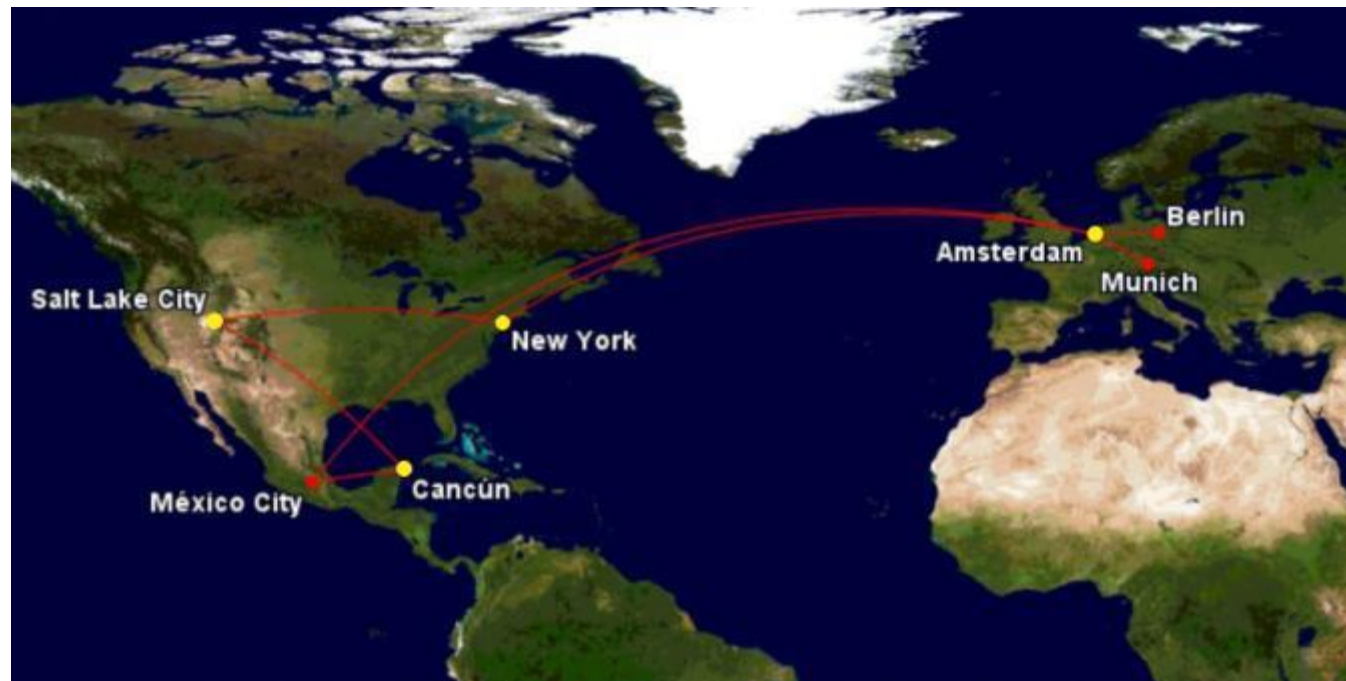 Berlin
Amsterdam
Munich
Salt Lake City
New York
México City
Cancún